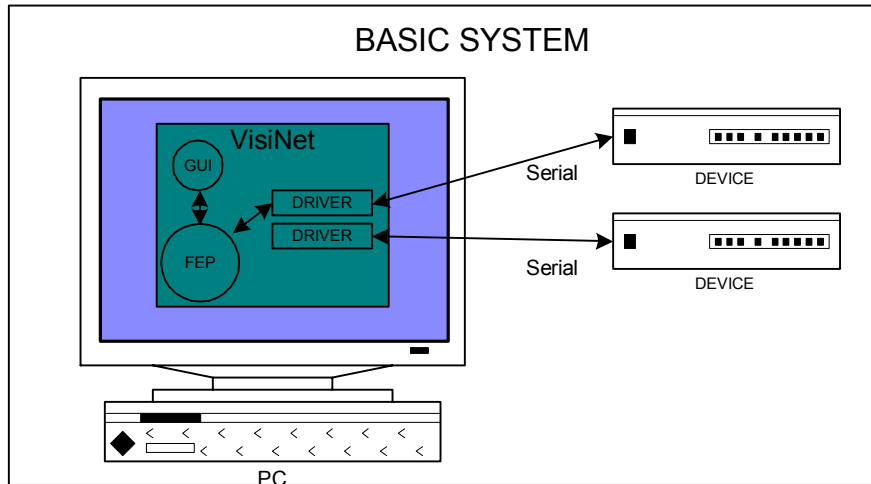 BASIC SYSTEM
VisiNet
GUI
DRIVER
DRIVER
FEP
Serial
DEVICE
Serial
DEVICE
PC